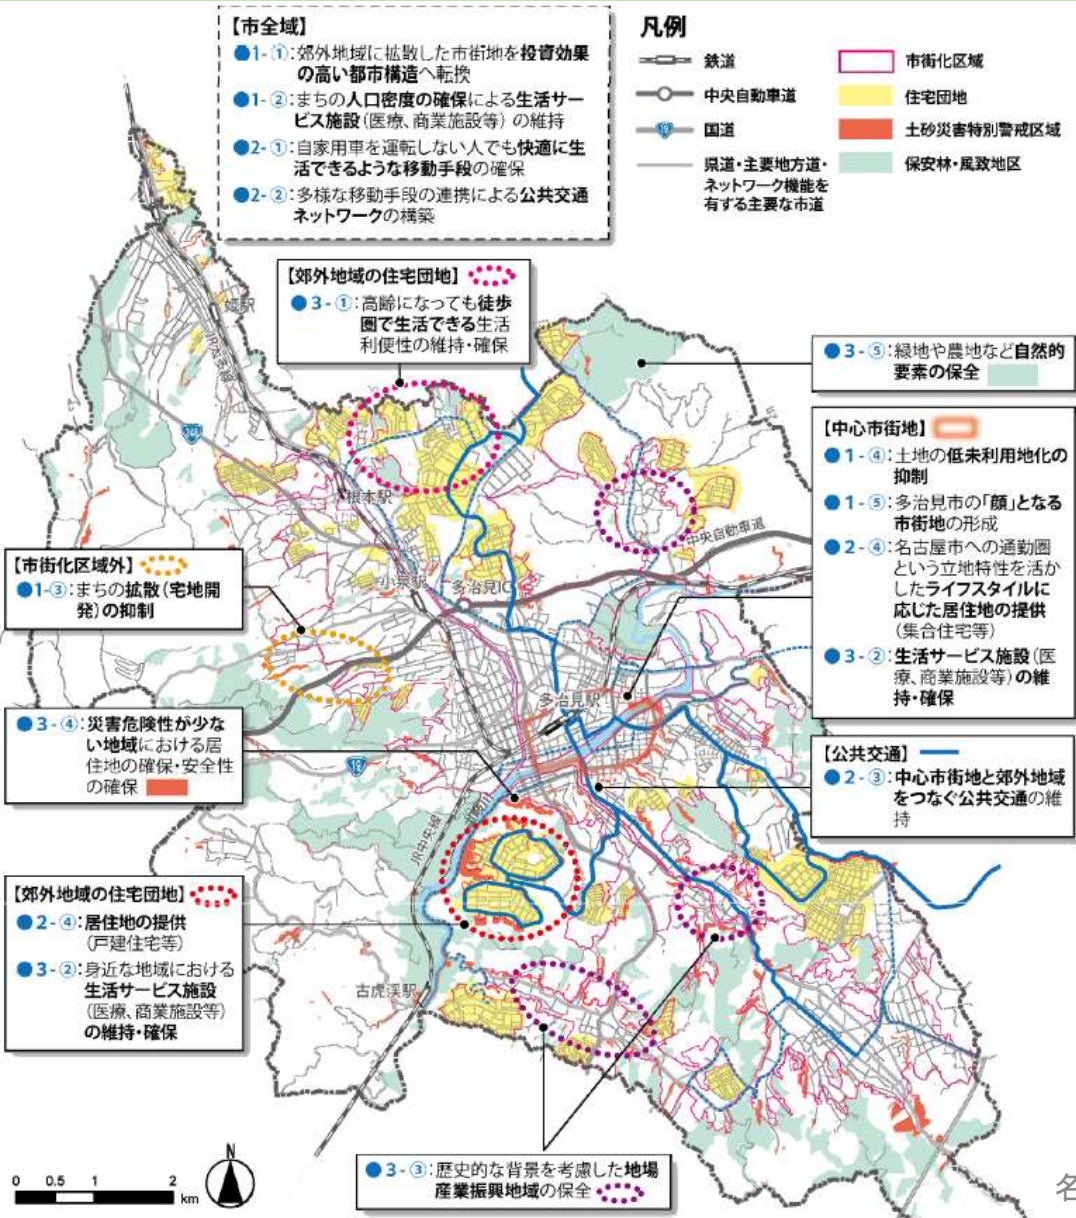 【市全域】
●1-①:郊外地域に拡散した市街地を投資効果
の高い都市構造へ転換
●1-②:まちの人口密度の確保による生活サー
ビス施設(医療、商業施設等)の維持
●2-①:自家用車を運転しない人でも快適に生
活できるような移動手段の確保
●2-②:多様な移動手段の連携による公共交通
ネットワークの構築
凡例
鉄道
中央自動車道
19
国道
県道・主要地方道・
ネットワーク機能を
有する主要な市道
市街化区域
住宅団地
土砂災害特別警戒区域
保安林・風致地区
【郊外地域の住宅団地】
●3-①:高齢になっても徒歩
圏で生活できる生活
利便性の維持・確保
●3-⑤:緑地や農地など自然的
要素の保全
【中心市街地】
●1-④:土地の低未利用地化の
抑制
●1-⑤:多治見市の「顔」となる
市街地の形成
●2-④:名古屋市への通勤圏
という立地特性を活か
したライフスタイルに
応じた居住地の提供
(集合住宅等)
●3-②:生活サービス施設(医
療、商業施設等)の維
持・確保
【市街化区域外】
●1-③:まちの拡散(宅地開
発)の抑制
●3-④:災害危険性が少な
い地域における居
住地の確保・安全性
の確保
【公共交通】
●2-③:中心市街地と郊外地域
をつなぐ公共交通の維
持
【郊外地域の住宅団地】
●2-④:居住地の提供
(戸建住宅等)
●3-②:身近な地域における
生活サービス施設
(医療、商業施設等)
の維持・確保
●3-③:歴史的な背景を考慮した地場
産業振興地域の保全
姫駅
JR太多線
248
根本駅
小泉駅
多治見IC
中央自動車道
多治見駅
19
JR中央線
古虎渓駅
0 0.5 1 2
km
N
名